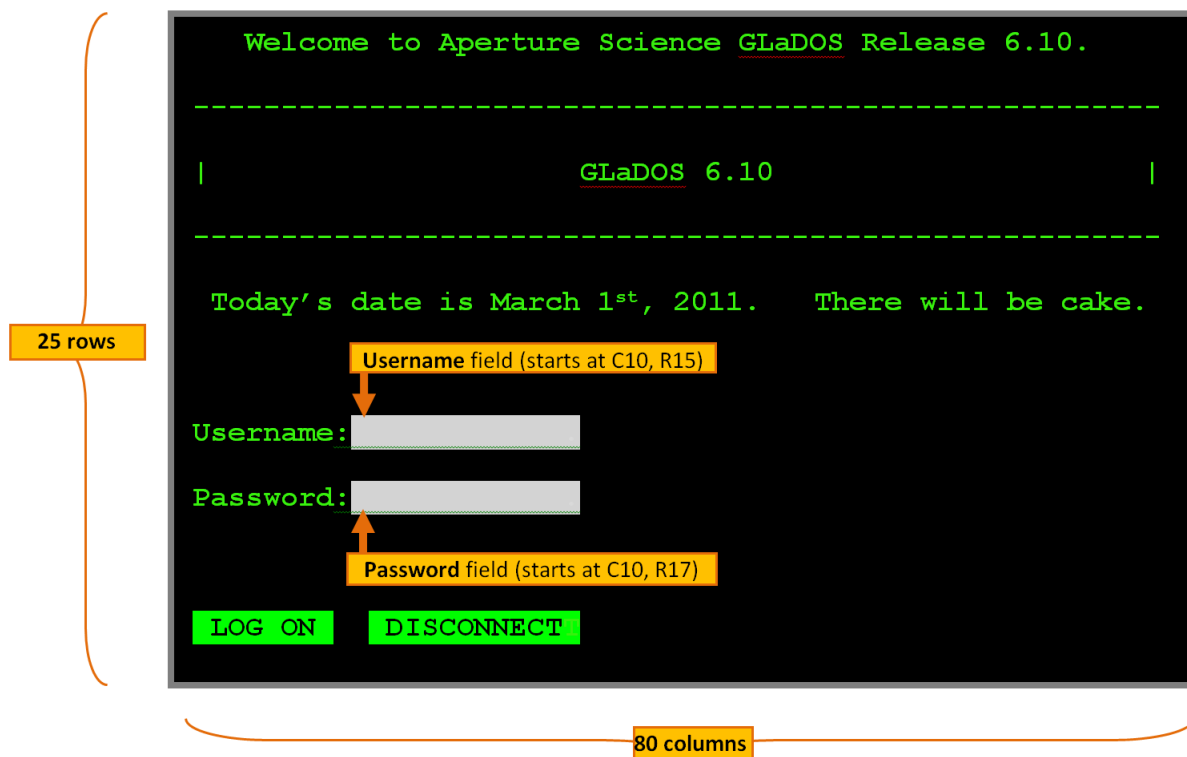 Welcome to Aperture Science GLaDOS Release 6.10.
-------------------------------------------------------
| GLaDOS 6.10 |
-------------------------------------------------------
Today’s date is March 1st, 2011. There will be cake.
25 rows
Username field (starts at C10, R15)
Username:
Password:
Password field (starts at C10, R17)
LOG ON DISCONNECT
80 columns